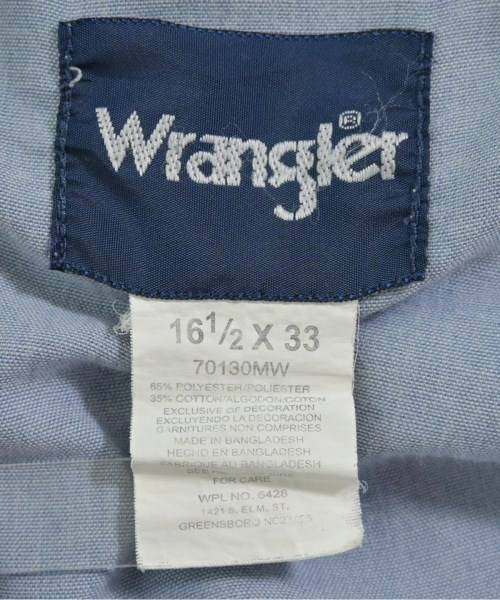 Wrangler®
16 1/2 X 33
70130MW
65% POLYESTER/POLIESTER
35% COTTON/ALGODON/COTON
EXCLUSIVE OF DECORATION
EXCLUYENDO LA DECORACION
GARNITURES NON COMPRISES
MADE IN BANGLADESH
HECHO EN BANGLADESH
FABRIQUE AU BANGLADESH
FOR CARE
WPL NO. 6428
1421 S. ELM. ST.
GREENSBORO